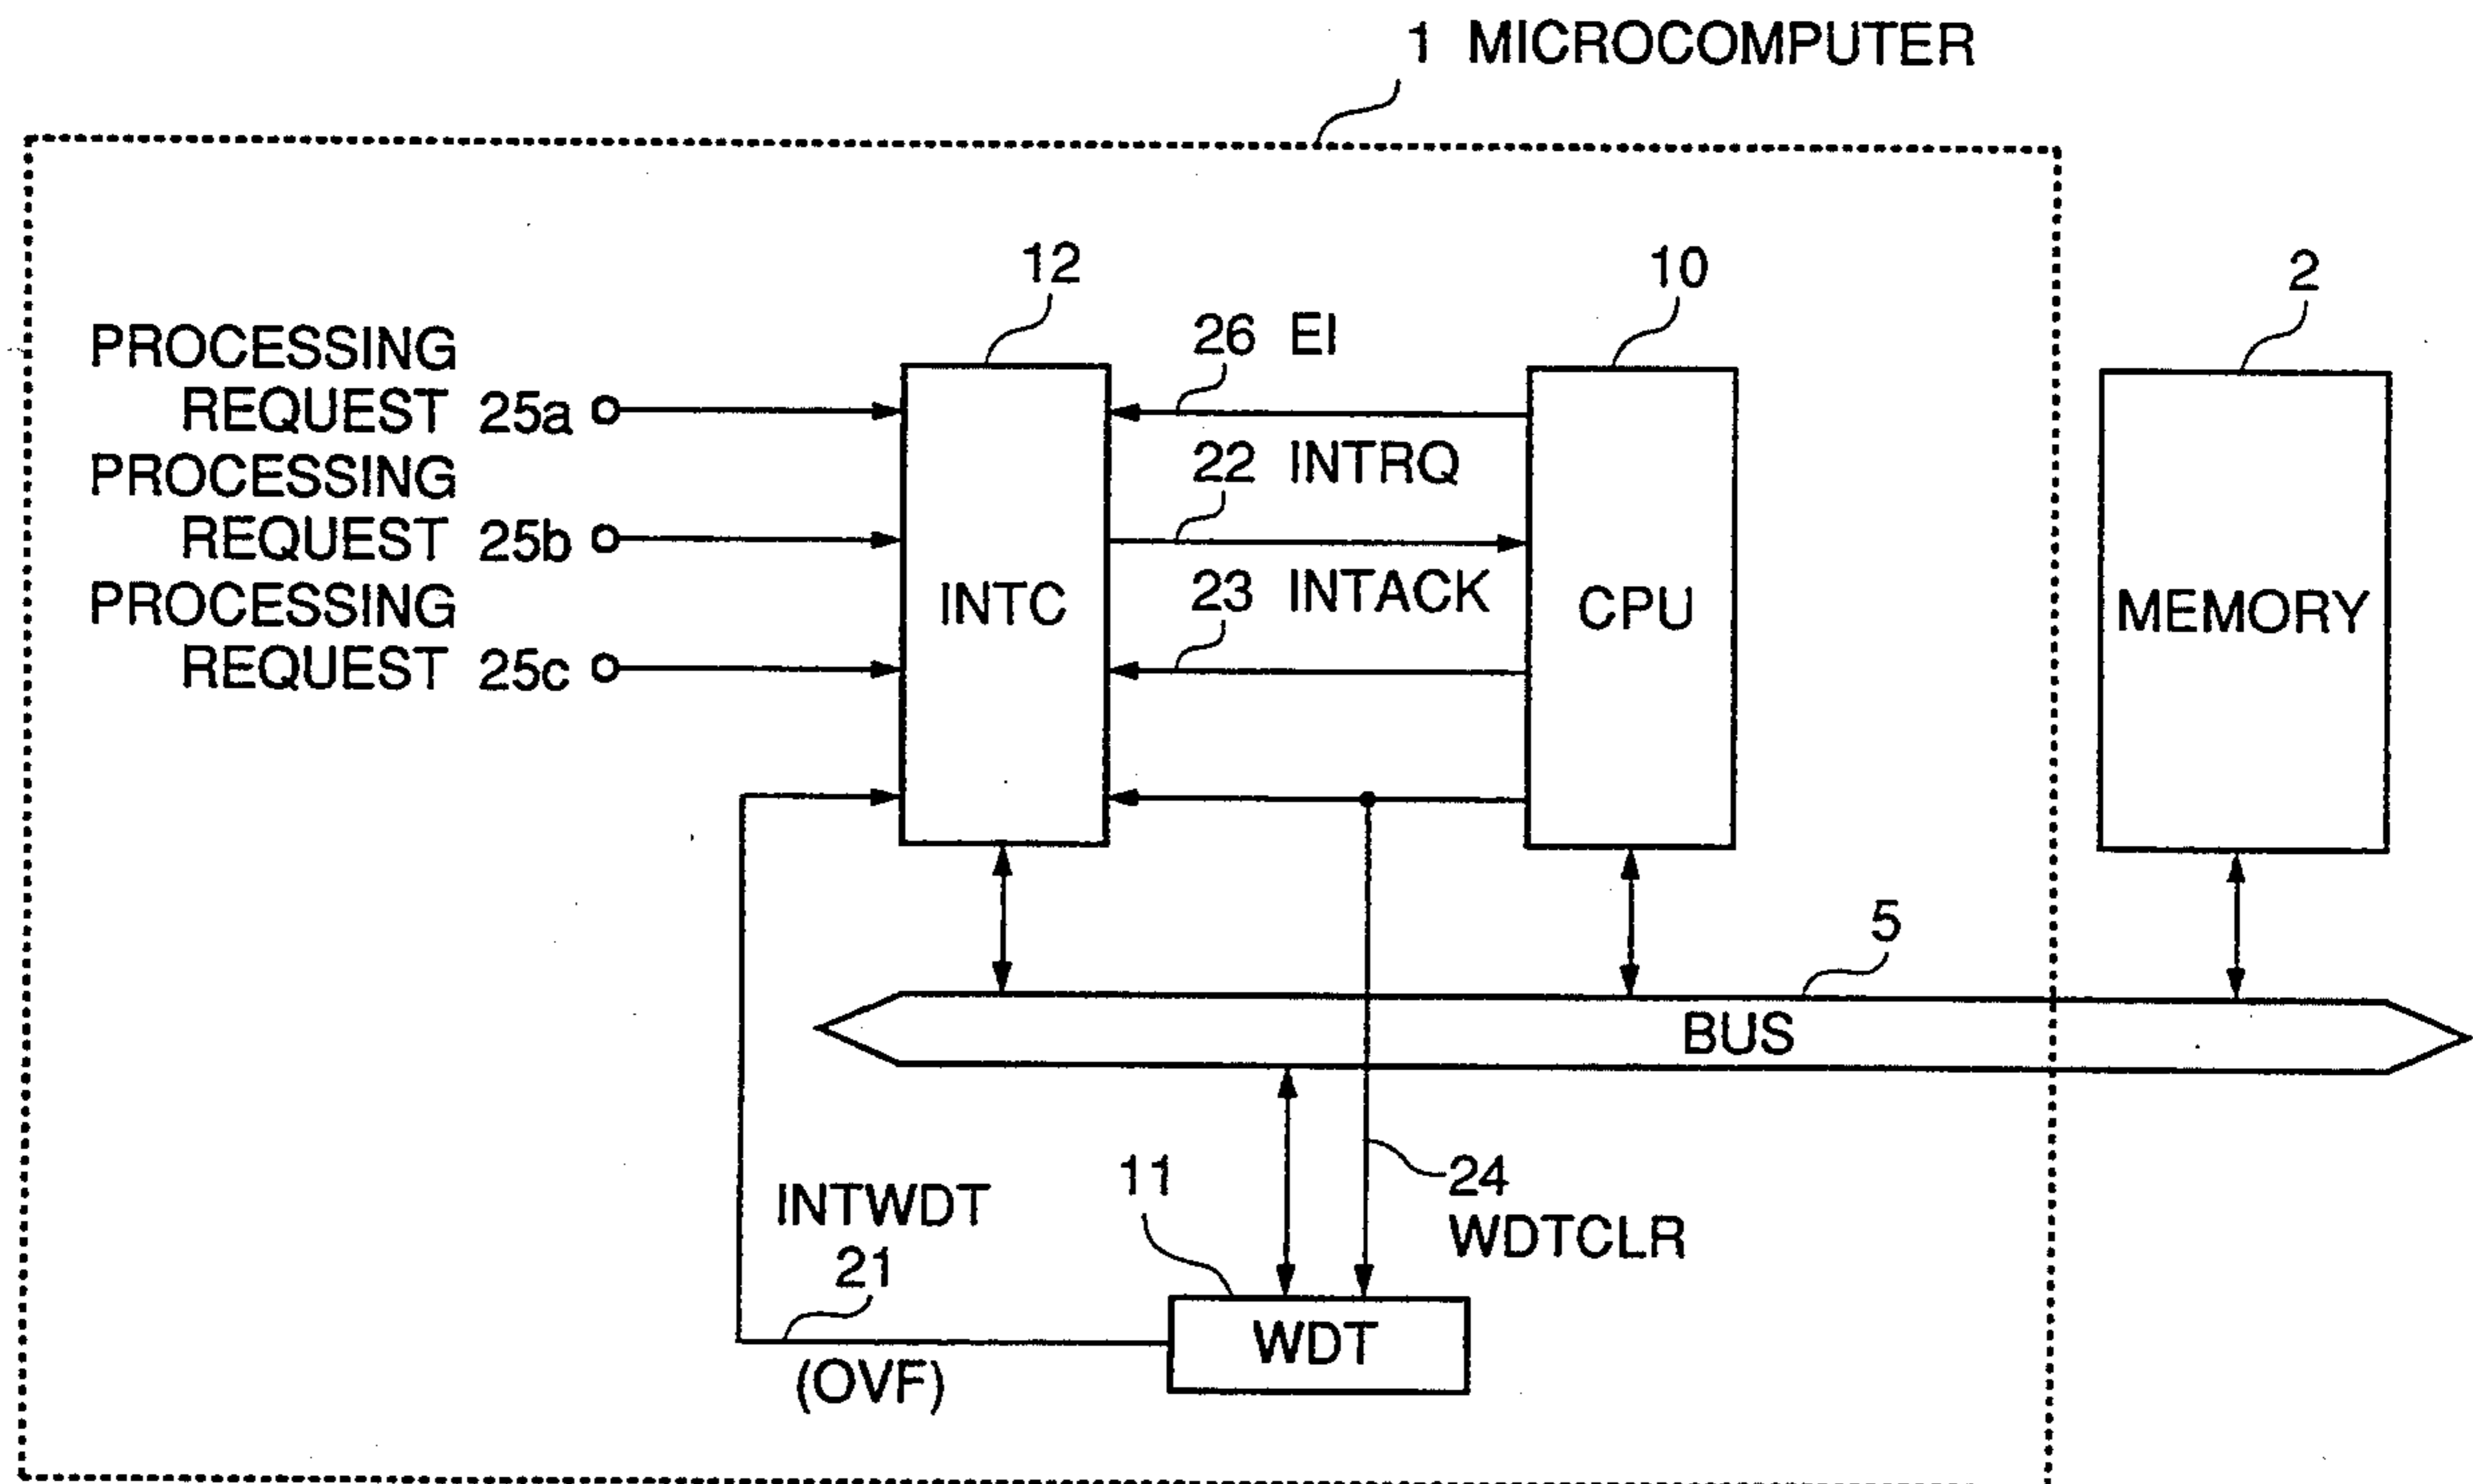 1 MICROCOMPUTER
12
10
2
PROCESSING
REQUEST 25a
26 EI
PROCESSING
REQUEST 25b
22 INTRQ
PROCESSING
REQUEST 25c
23 INTACK
INTC
CPU
MEMORY
5
BUS
11
24
WDTCLR
INTWDT
21
(OVF)
WDT